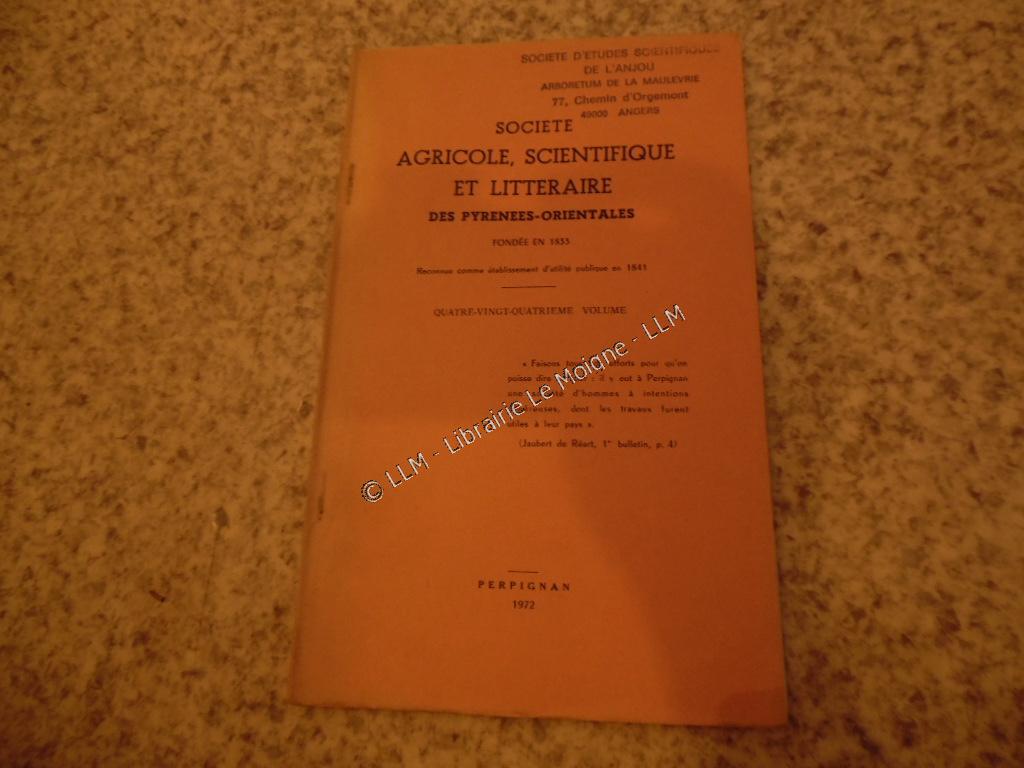 SOCIETE D'ETUDES SCIENTIFIQUES
DE L'ANJOU
ARBORETUM DE LA MAULEVRIE
77, Chemin d'Orgemont
49000 ANGERS
SOCIETE
AGRICOLE, SCIENTIFIQUE
ET LITTERAIRE
DES PYRENEES-ORIENTALES
FONDÉE EN 1833
Reconnue comme établissement d'utilité publique en 1841
QUATRE-VINGT-QUATRIEME VOLUME
« Faisons efforts pour qu'on
puisse dire : il y eut à Perpignan
une d'hommes à intentions
dont les travaux furent
utiles à leur pays ».
(Jaubert de Réart, 1er bulletin, p. 4)
© LLM - Librairie Le Moigne - LLM
PERPIGNAN
1972